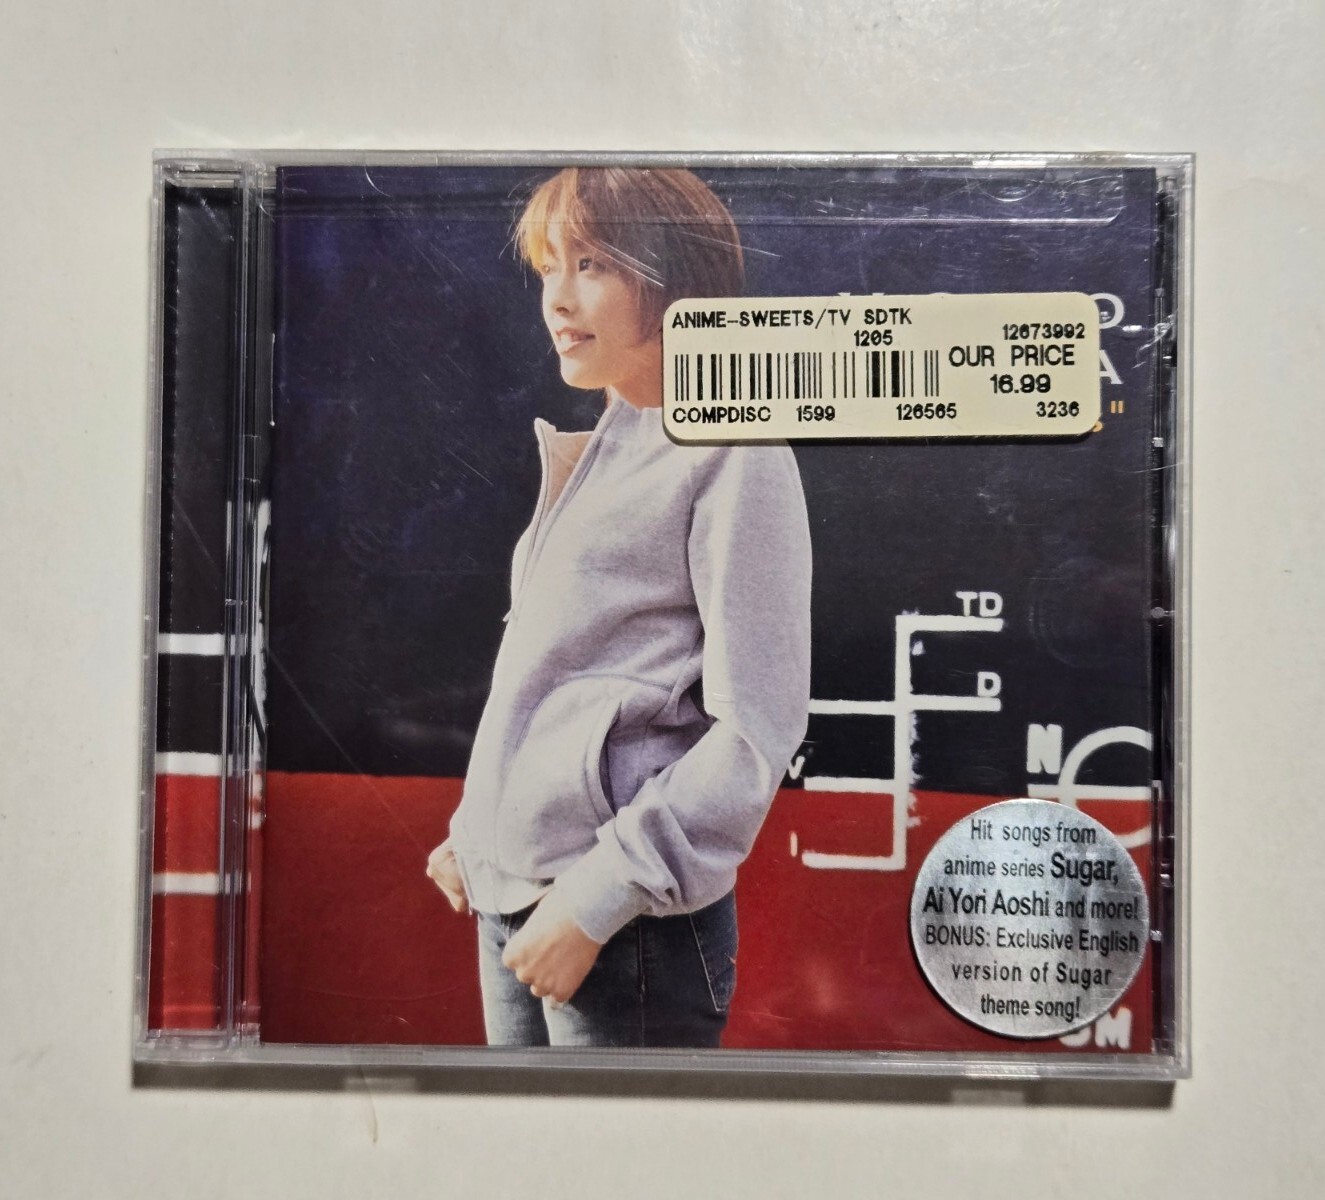 ANIME-SWEETS/TV SDTK
1205
12673992
OUR PRICE
16.99
COMPDISC 1599 126565 3236
O
A
s"
TD
D
N
V
I
Hit songs from
anime series Sugar,
Ai Yori Aoshi and more!
BONUS: Exclusive English
version of Sugar
theme song!
OM